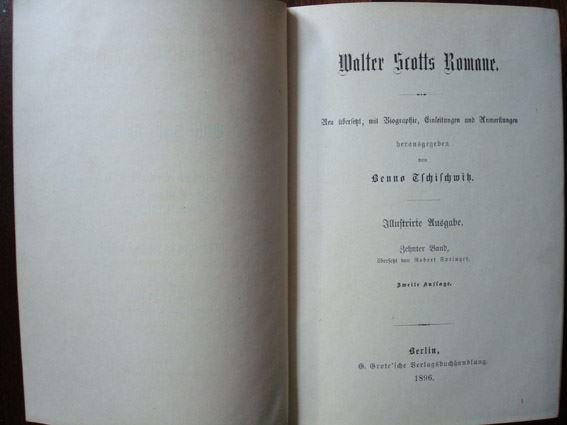 Walter Scotts Romane.
Neu übersetzt, mit Biographie, Einleitungen und Anmerkungen
herausgegeben
von
Benno Tschischwitz.
Illustrirte Ausgabe.
Zehnter Band,
übersetzt von Robert Springer.
Zweite Auflage.
Berlin,
G. Grote'sche Verlagsbuchhandlung.
1896.
1